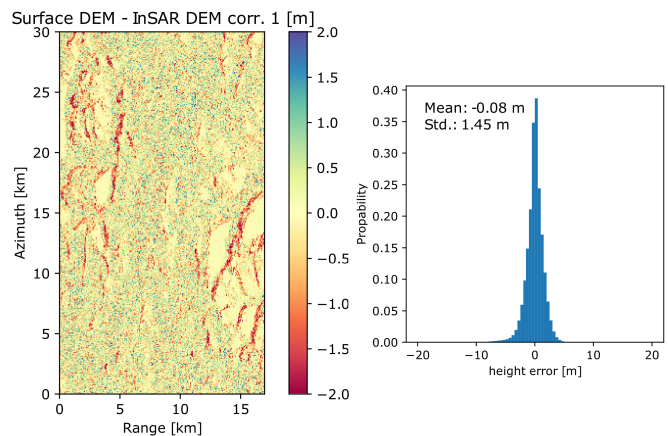 Surface DEM - InSAR DEM corr. 1 [m]
30
25
20
15
10
5
0
Azimuth [km]
0 5 10 15
Range [km]
2.0
1.5
1.0
0.5
0.0
−0.5
−1.0
−1.5
−2.0
0.40
0.35
0.30
0.25
0.20
0.15
0.10
0.05
0.00
Propability
Mean: -0.08 m
Std.: 1.45 m
−20 −10 0 10 20
height error [m]